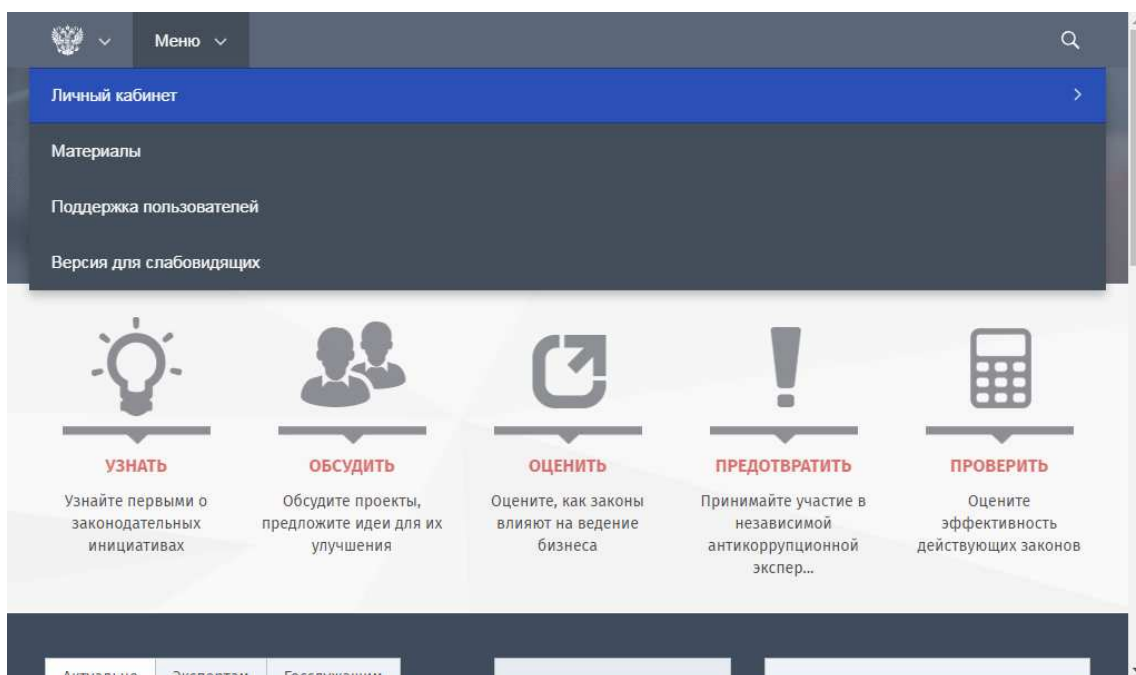 Меню
Личный кабинет
Материалы
Поддержка пользователей
Версия для слабовидящих
УЗНАТЬ
Узнайте первыми о
законодательных
инициативах
ОБСУДИТЬ
Обсудите проекты,
предложите идеи для их
улучшения
ОЦЕНИТЬ
Оцените, как законы
влияют на ведение
бизнеса
ПРЕДОТВРАТИТЬ
Принимайте участие в
независимой
антикоррупционной
экспер...
ПРОВЕРИТЬ
Оцените
эффективность
действующих законов